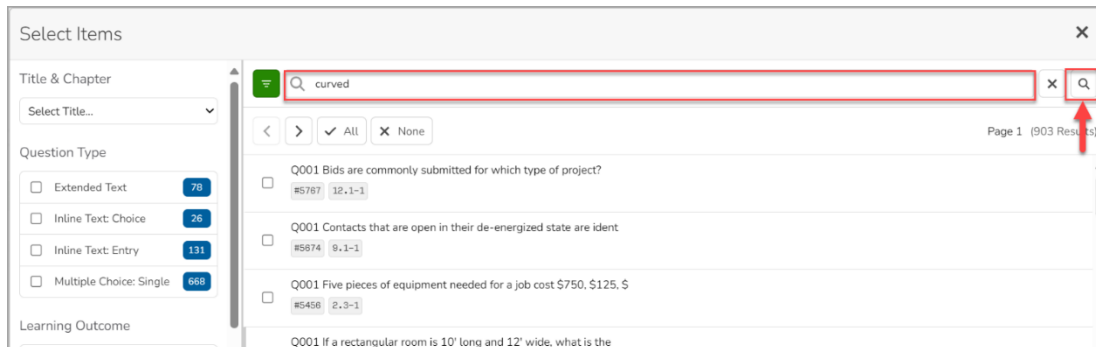 Select Items
Title & Chapter
Select Title...
Question Type
Extended Text 78
Inline Text: Choice 26
Inline Text: Entry 131
Multiple Choice: Single 668
Learning Outcome
curved
All None
Page 1 (903 Results)
Q001 Bids are commonly submitted for which type of project?
#5767 12.1-1
Q001 Contacts that are open in their de-energized state are ident
#5674 9.1-1
Q001 Five pieces of equipment needed for a job cost $750, $125, $
#5456 2.3-1
Q001 If a rectangular room is 10' long and 12' wide, what is the